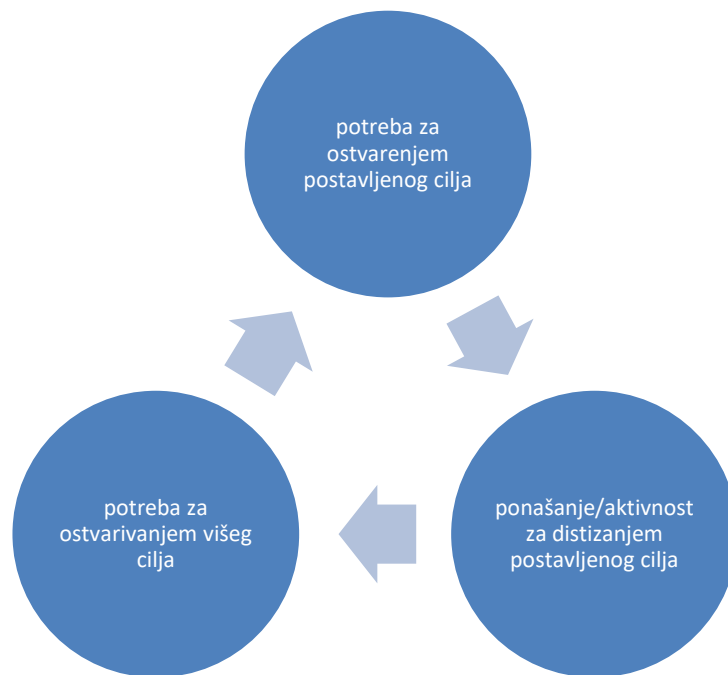 potreba za
ostvarenjem
postavljenog cilja
potreba za
ostvarivanjem višeg
cilja
ponašanje/aktivnost
za distizanjem
postavljenog cilja